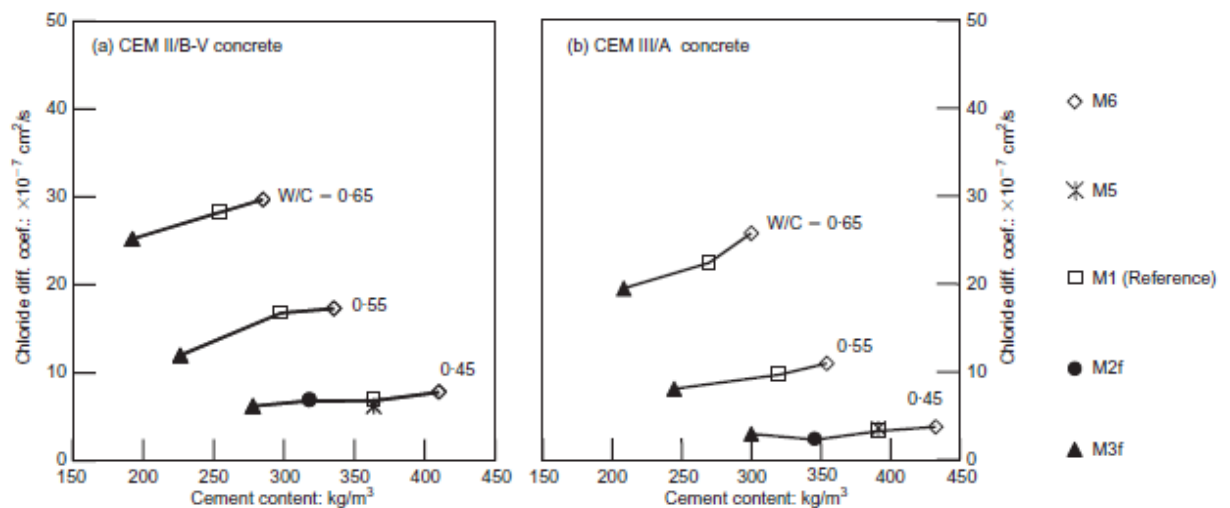 (a) CEM II/B-V concrete
Chloride diff. coef.: ×10⁻⁷ cm²/s
50
40
30
20
10
0
W/C – 0·65
0·55
0·45
150 200 250 300 350 400 450
Cement content: kg/m³
(b) CEM III/A concrete
W/C – 0·65
0·55
0·45
150 250 300 350 400 450
Cement content: kg/m³
50
40
30
20
10
0
Chloride diff. coef.: ×10⁻⁷ cm²/s
M6
M5
M1 (Reference)
M2f
M3f